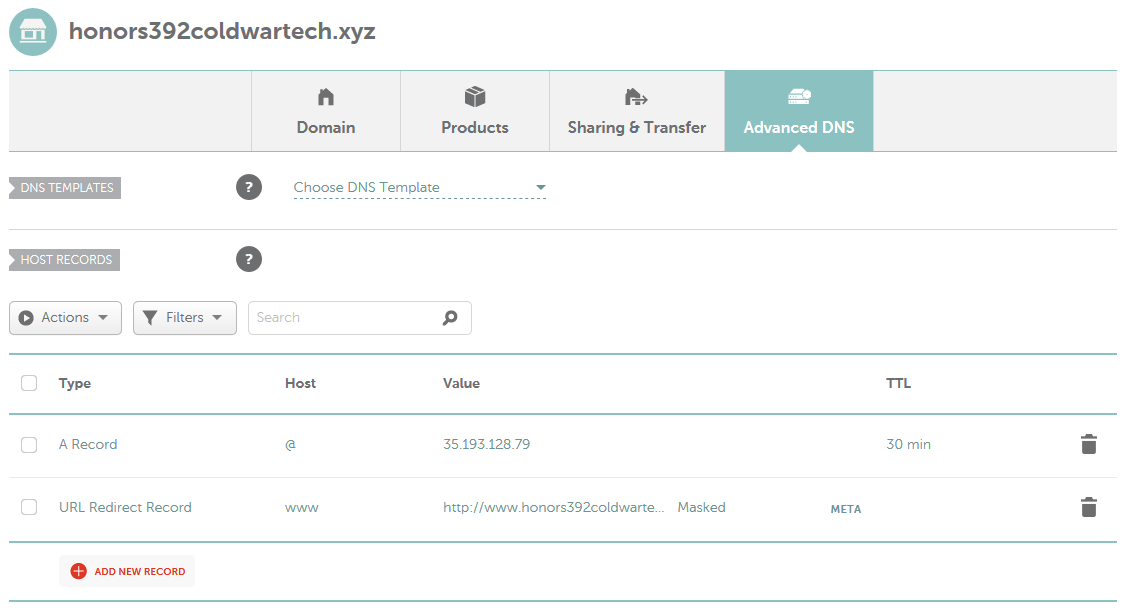 honors392coldwartech.xyz
Domain
Products
Sharing & Transfer
Advanced DNS
DNS TEMPLATES
?
Choose DNS Template
HOST RECORDS
?
Actions
Filters
Search
Type Host Value TTL
A Record @ 35.193.128.79 30 min
URL Redirect Record www http://www.honors392coldwarte... Masked META
ADD NEW RECORD